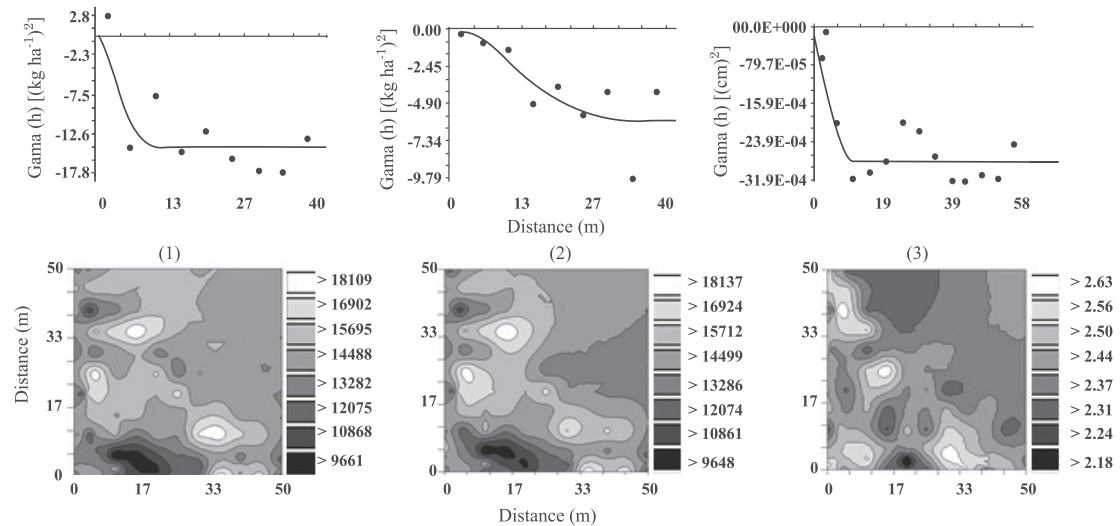 Gama (h) [(kg ha⁻¹)²]
2.8
-2.3
-7.5
-12.6
-17.8
0 13 27 40
Gama (h) [(kg ha⁻¹)²]
0.00
-2.45
-4.90
-7.34
-9.79
0 13 27 40
Gama (h) [(cm)²]
00.0E+000
-79.7E-05
-15.9E-04
-23.9E-04
-31.9E-04
0 19 39 58
Distance (m)
(1) (2) (3)
Distance (m)
50
33
17
0
0 17 33 50
> 18109
> 16902
> 15695
> 14488
> 13282
> 12075
> 10868
> 9661
50
33
17
0
0 17 33 50
> 18137
> 16924
> 15712
> 14499
> 13286
> 12074
> 10861
> 9648
50
33
17
0
0 17 33 50
> 2.63
> 2.56
> 2.50
> 2.44
> 2.37
> 2.31
> 2.24
> 2.18
Distance (m)